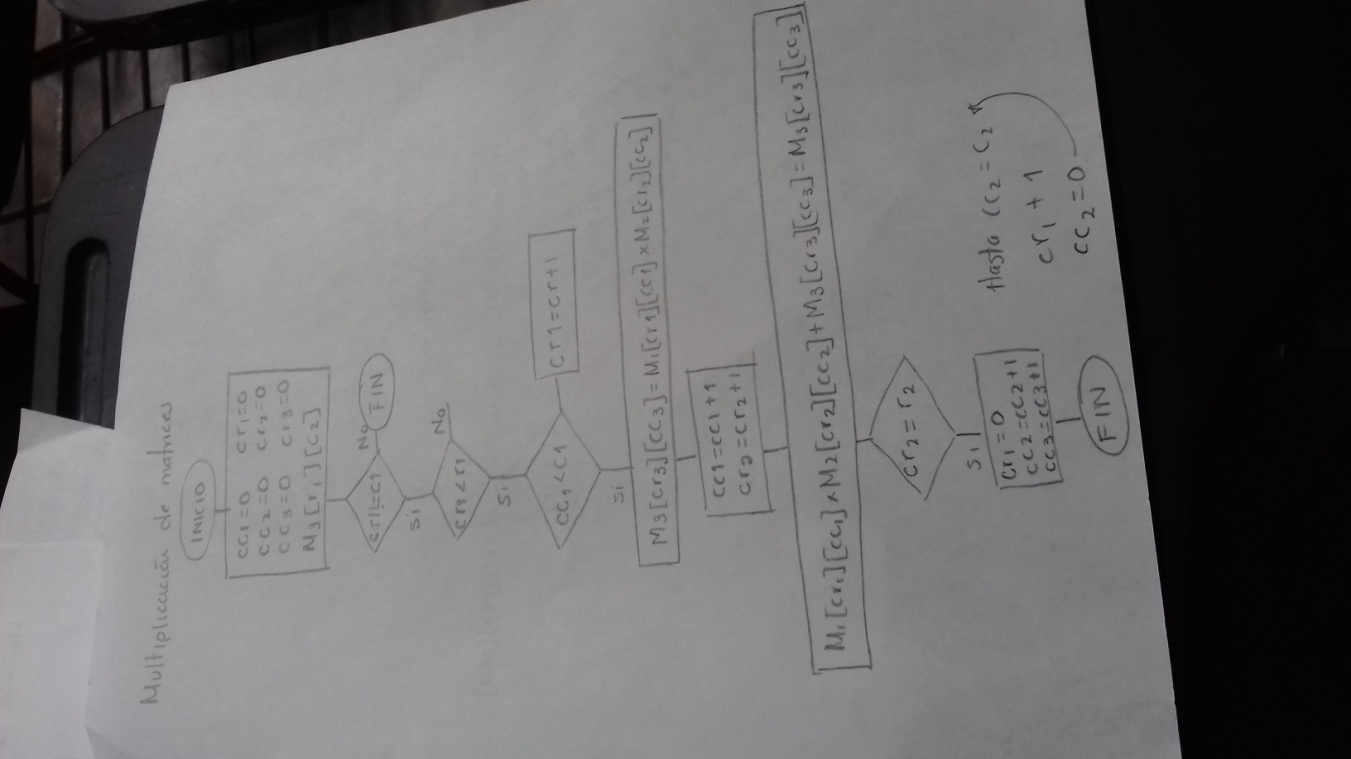 Multiplicación de matrices
INICIO
cc1=0 cr1=0
cc2=0 cr2=0
cc3=0 cr3=0
M3[r1][c2]
cr1!=c1
No
FIN
si
cr1<r1
No
Si
cc1<c1
cr1=cr+1
si
M3[cr3][cc3]=M1[cr1][cc1]xM2[cr2][cc2]
cc1=cc1+1
cr2=cr2+1
M1[cr1][cc1]xM2[cr2][cc2]+M3[cr3][cc3]=M3[cr3][cc3]
cr2=r2
si
cr1=0
cc2=cc2+1
cc3=cc3+1
FIN
Hasta cc2=c2
cr1+1
cc2=0